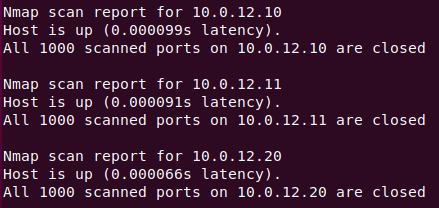 Nmap scan report for 10.0.12.10
Host is up (0.000099s latency).
All 1000 scanned ports on 10.0.12.10 are closed

Nmap scan report for 10.0.12.11
Host is up (0.000091s latency).
All 1000 scanned ports on 10.0.12.11 are closed

Nmap scan report for 10.0.12.20
Host is up (0.000066s latency).
All 1000 scanned ports on 10.0.12.20 are closed